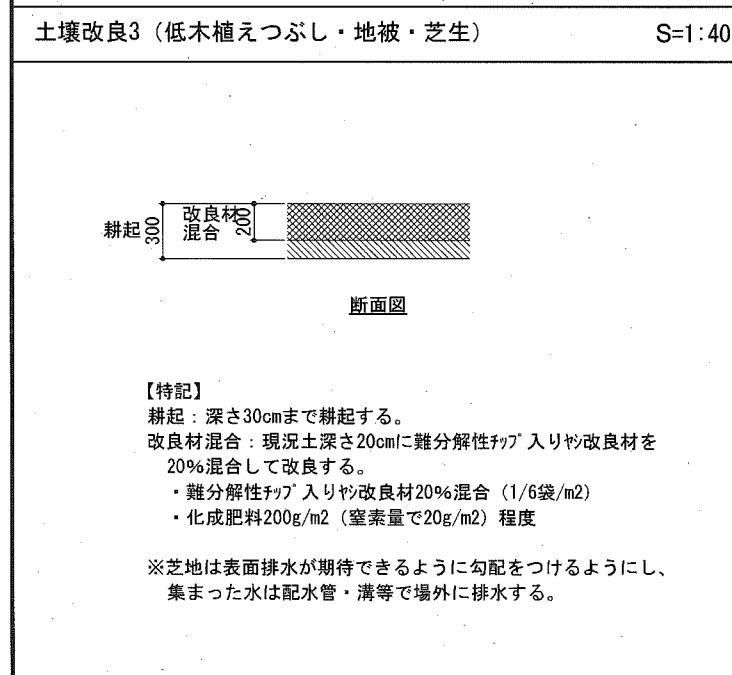 土壌改良3（低木植えつぶし・地被・芝生） S=1:40
耕起 300 改良材混合 200
断面図
【特記】
耕起：深さ30cmまで耕起する。
改良材混合：現況土深さ20cmに難分解性ﾁｯﾌﾟ入りﾔｼ改良材を
20%混合して改良する。
・難分解性ﾁｯﾌﾟ入りﾔｼ改良材20%混合（1/6袋/m2）
・化成肥料200g/m2（窒素量で20g/m2）程度
※芝地は表面排水が期待できるように勾配をつけるようにし、
集まった水は配水管・溝等で場外に排水する。